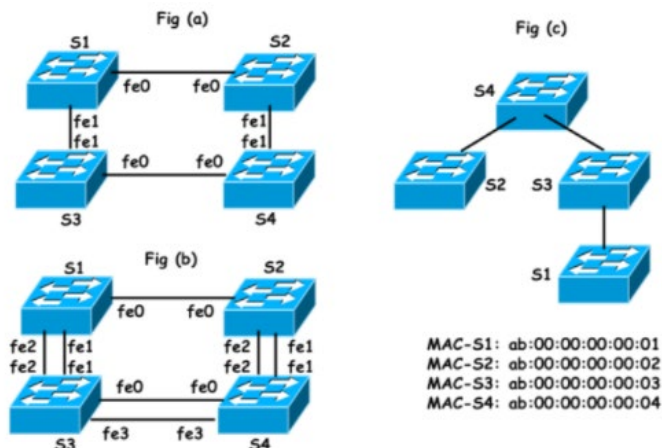 Fig (a)
S1
S2
fe0
fe0
fe1
fe1
fe1
fe1
fe0
fe0
S3
S4
Fig (b)
S1
S2
fe0
fe0
fe2
fe1
fe2
fe1
fe2
fe1
fe2
fe1
fe0
fe0
fe3
fe3
S3
S4
Fig (c)
S4
S2
S3
S1
MAC-S1: ab:00:00:00:00:01
MAC-S2: ab:00:00:00:00:02
MAC-S3: ab:00:00:00:00:03
MAC-S4: ab:00:00:00:00:04